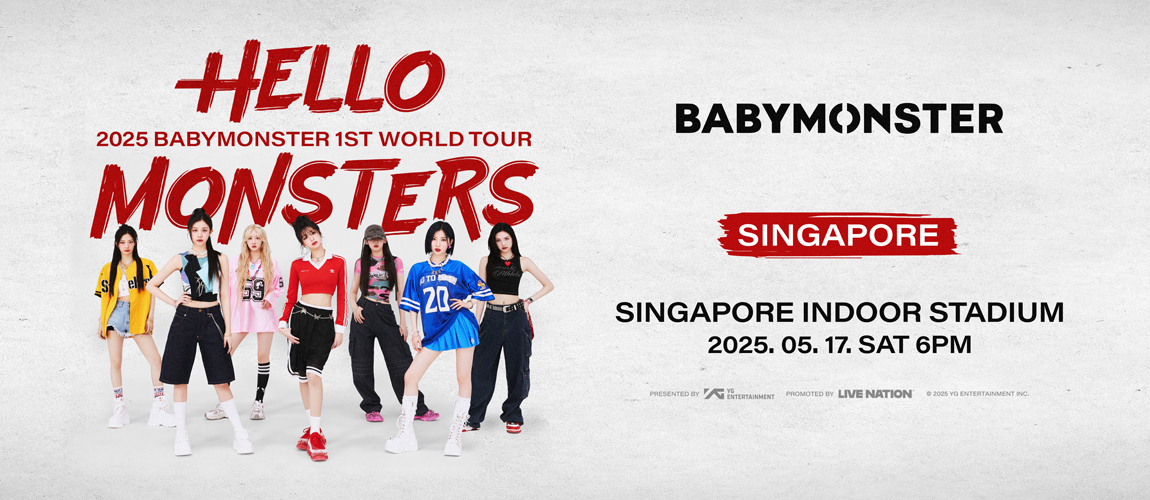 HELLO
2025 BABYMONSTER 1ST WORLD TOUR
MONSTERS
20
BABYMONSTER
SINGAPORE
SINGAPORE INDOOR STADIUM
2025. 05. 17. SAT 6PM
PRESENTED BY YG ENTERTAINMENT PROMOTED BY LIVE NATION © 2025 YG ENTERTAINMENT INC.